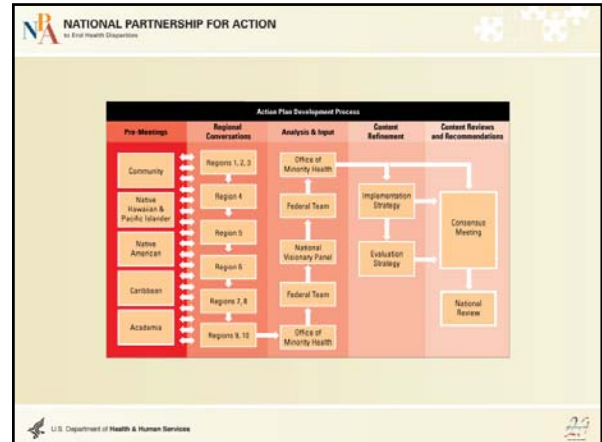 NPA
NATIONAL PARTNERSHIP FOR ACTION
to End Health Disparities
Action Plan Development Process
Pre-Meetings
Regional
Conversations
Analysis & Input
Content
Refinement
Content Reviews
and Recommendations
Community
Native
Hawaiian &
Pacific Islander
Native
American
Caribbean
Academia
Regions 1, 2, 3
Region 4
Region 5
Region 6
Regions 7, 8
Regions 9, 10
Office of
Minority Health
Federal Team
National
Visionary Panel
Federal Team
Office of
Minority Health
Implementation
Strategy
Evaluation
Strategy
Consensus
Meeting
National
Review
U.S. Department of Health & Human Services